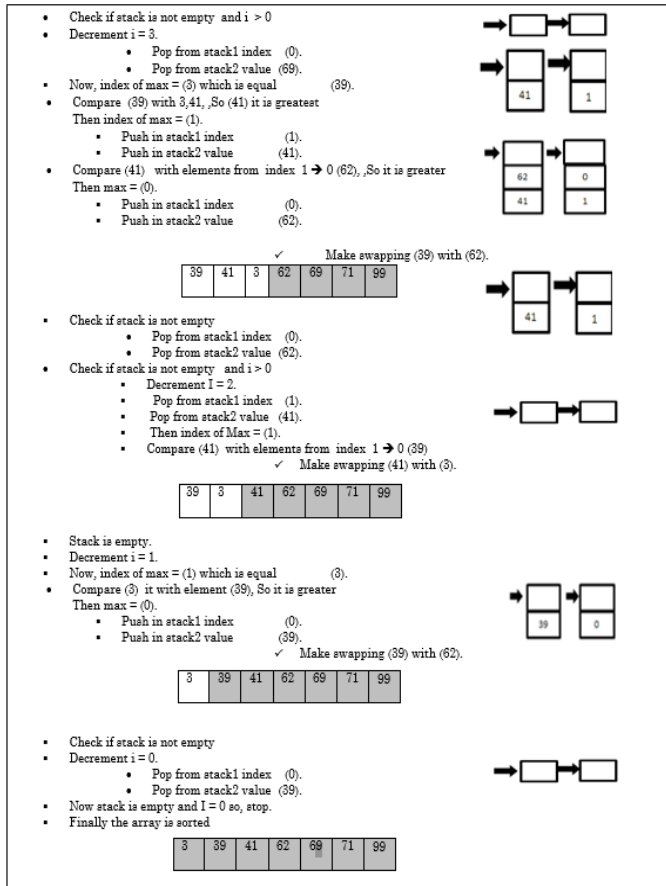 • Check if stack is not empty and i > 0
• Decrement i = 3.
• Pop from stack1 index (0).
• Pop from stack2 value (69).
▪ Now, index of max = (3) which is equal (39).
• Compare (39) with 3,41, ,So (41) it is greatest
Then index of max = (1).
▪ Push in stack1 index (1).
▪ Push in stack2 value (41).
41 1
• Compare (41) with elements from index 1 → 0 (62), ,So it is greater
Then max = (0).
▪ Push in stack1 index (0).
▪ Push in stack2 value (62).
62 0
41 1
✓ Make swapping (39) with (62).
39 41 3 62 69 71 99
▪ Check if stack is not empty
• Pop from stack1 index (0).
• Pop from stack2 value (62).
41 1
• Check if stack is not empty and i > 0
▪ Decrement I = 2.
▪ Pop from stack1 index (1).
▪ Pop from stack2 value (41).
▪ Then index of Max = (1).
▪ Compare (41) with elements from index 1 → 0 (39)
✓ Make swapping (41) with (3).
39 3 41 62 69 71 99
▪ Stack is empty.
▪ Decrement i = 1.
▪ Now, index of max = (1) which is equal (3).
• Compare (3) it with element (39), So it is greater
Then max = (0).
▪ Push in stack1 index (0).
▪ Push in stack2 value (39).
39 0
✓ Make swapping (39) with (62).
3 39 41 62 69 71 99
▪ Check if stack is not empty
▪ Decrement i = 0.
• Pop from stack1 index (0).
• Pop from stack2 value (39).
▪ Now stack is empty and I = 0 so, stop.
▪ Finally the array is sorted
3 39 41 62 69 71 99